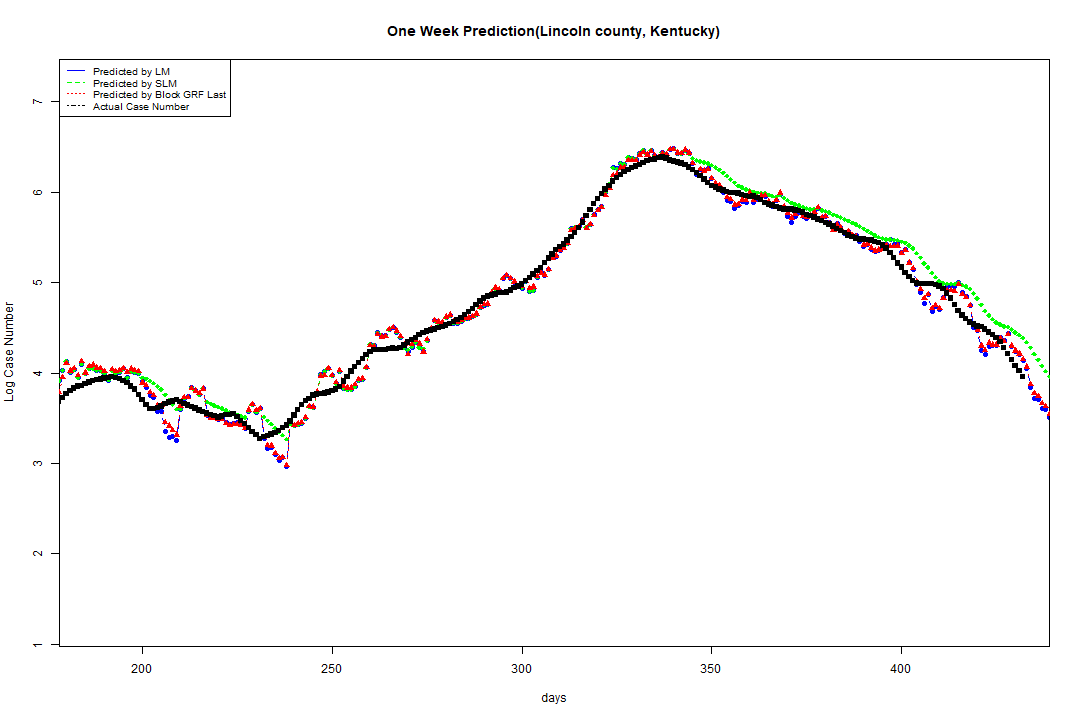 One Week Prediction(Lincoln county, Kentucky)
Predicted by LM
Predicted by SLM
Predicted by Block GRF Last
Actual Case Number
7
6
5
4
3
2
1
Log Case Number
200 250 300 350 400
days